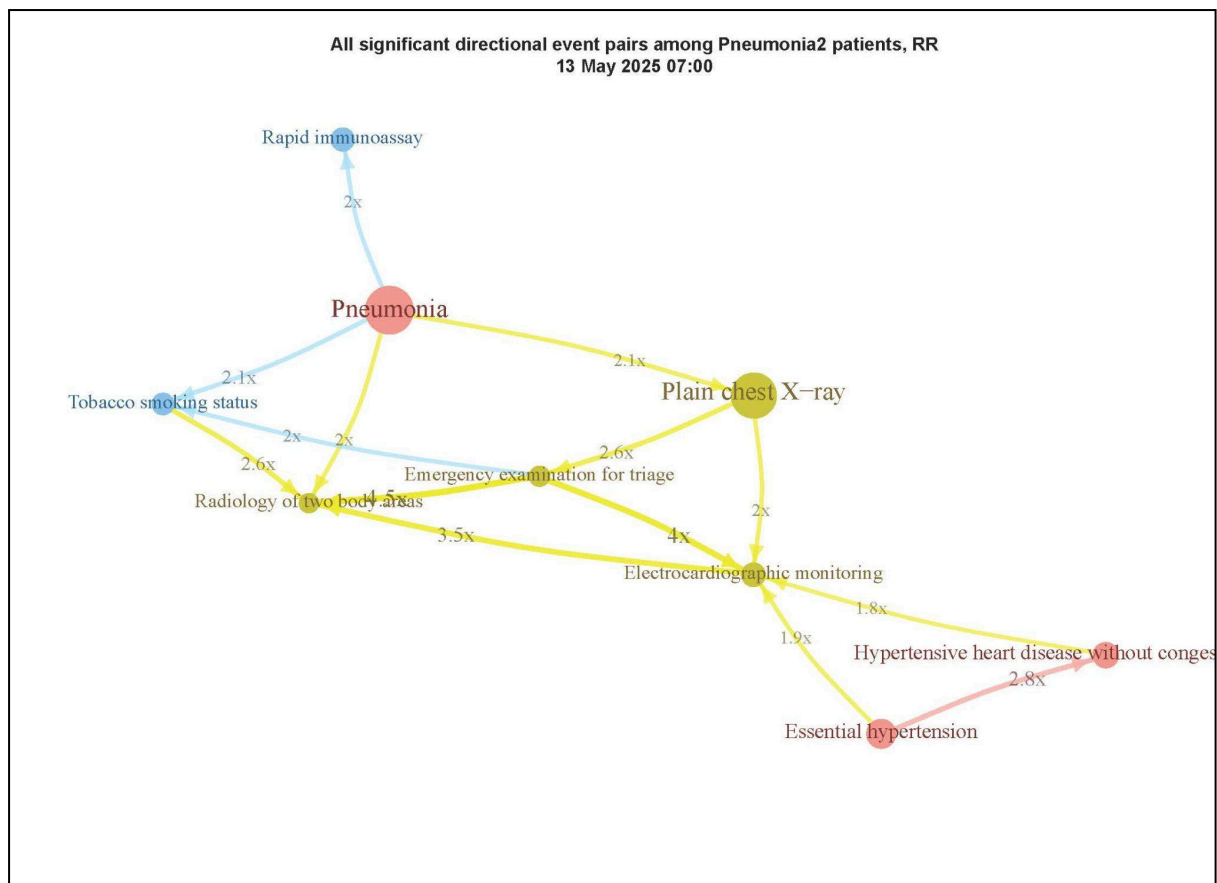 All significant directional event pairs among Pneumonia2 patients, RR
13 May 2025 07:00
Rapid immunoassay
2x
Pneumonia
2.1x
2.1x
Plain chest X−ray
Tobacco smoking status
2x
2x
2.6x
2.6x
Emergency examination for triage
Radiology of two body areas
4.5x
2x
3.5x
4x
Electrocardiographic monitoring
1.8x
1.9x
Hypertensive heart disease without conges
2.8x
Essential hypertension